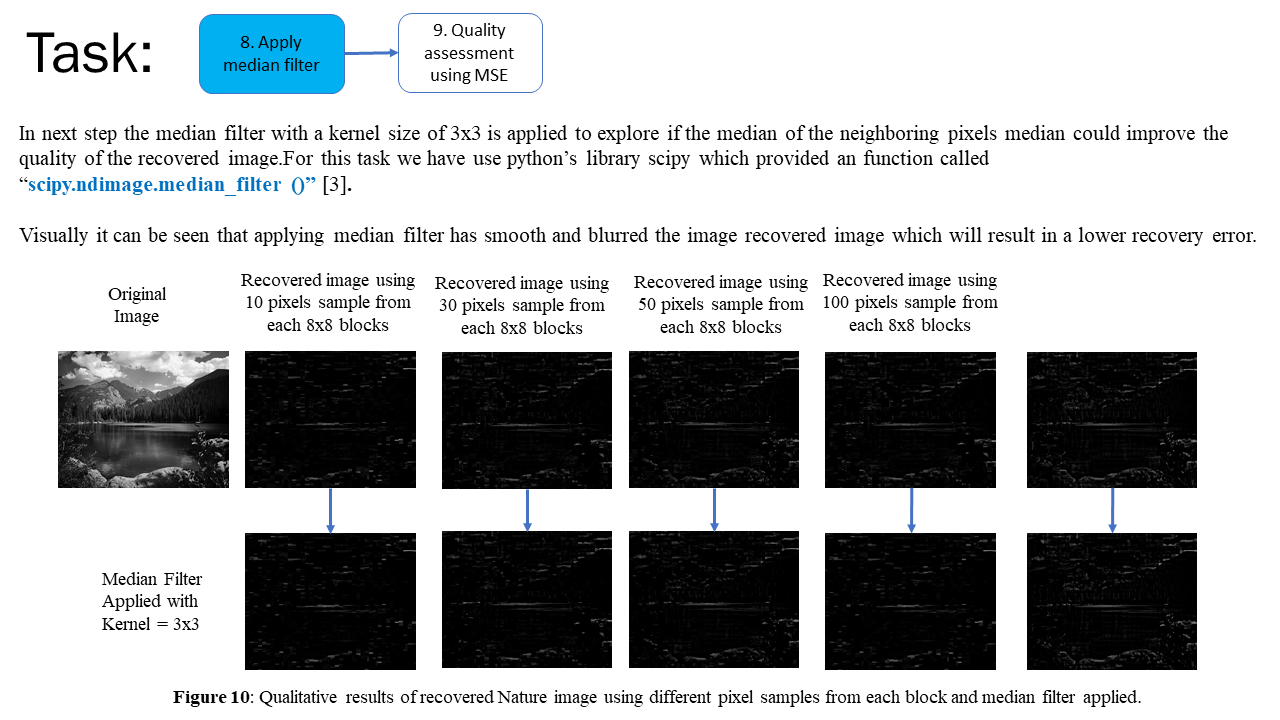 Task:
8. Apply
median filter
9. Quality
assessment
using MSE
In next step the median filter with a kernel size of 3x3 is applied to explore if the median of the neighboring pixels median could improve the
quality of the recovered image.For this task we have use python’s library scipy which provided an function called
“scipy.ndimage.median_filter ()” [3].
Visually it can be seen that applying median filter has smooth and blurred the image recovered image which will result in a lower recovery error.
Original
Image
Recovered image using
10 pixels sample from
each 8x8 blocks
Recovered image using
30 pixels sample from
each 8x8 blocks
Recovered image using
50 pixels sample from
each 8x8 blocks
Recovered image using
100 pixels sample from
each 8x8 blocks
Median Filter
Applied with
Kernel = 3x3
Figure 10: Qualitative results of recovered Nature image using different pixel samples from each block and median filter applied.